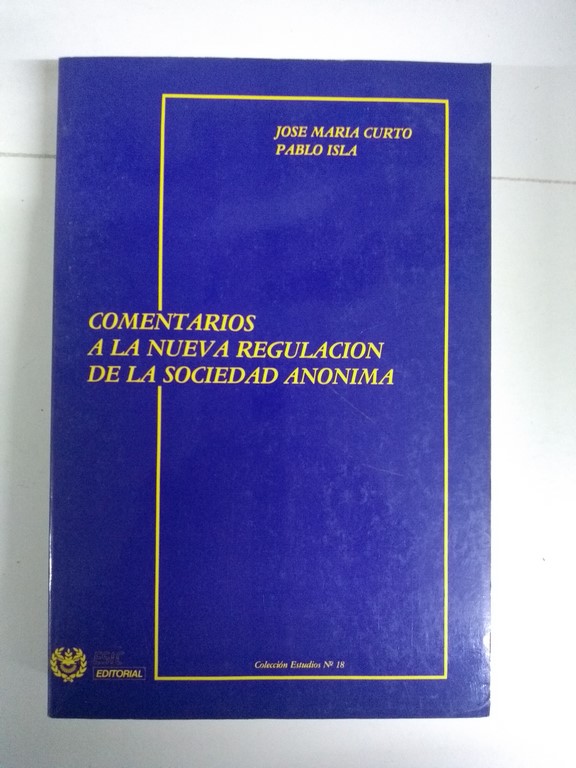 JOSE MARIA CURTO
PABLO ISLA
COMENTARIOS
A LA NUEVA REGULACION
DE LA SOCIEDAD ANONIMA
ESIC
EDITORIAL
Colección Estudios Nº 18